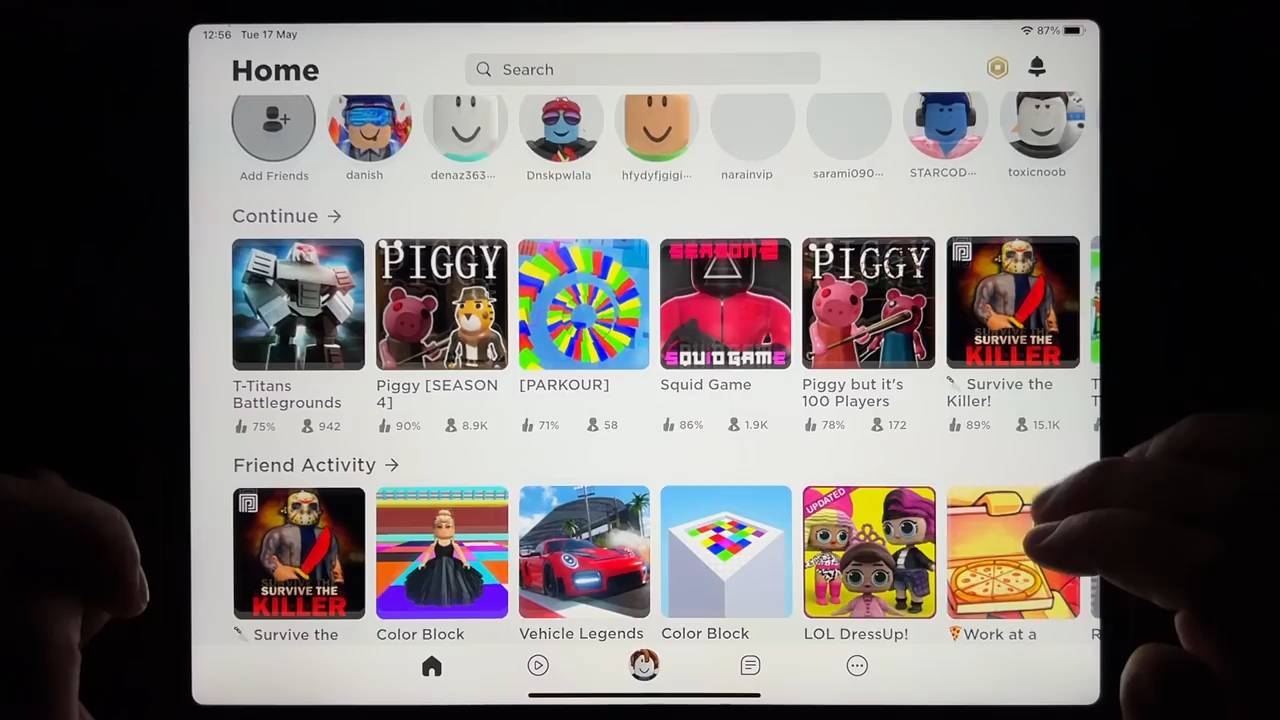 12:56 Tue 17 May 87%
Home
Search
Add Friends danish denaz363... Dnskpwlala hfydyfjgigi... narainvip sarami090... STARCOD... toxicnoob
Continue →
PIGGY SEASON 2 SQUID GAME PIGGY SURVIVE THE KILLER
T-Titans Battlegrounds
Piggy [SEASON 4]
[PARKOUR]
Squid Game
Piggy but it's 100 Players
Survive the Killer!
75% 942 90% 8.9K 71% 58 86% 1.9K 78% 172 89% 15.1K
Friend Activity →
SURVIVE THE KILLER UPDATED
Survive the Color Block Vehicle Legends Color Block LOL DressUp! Work at a